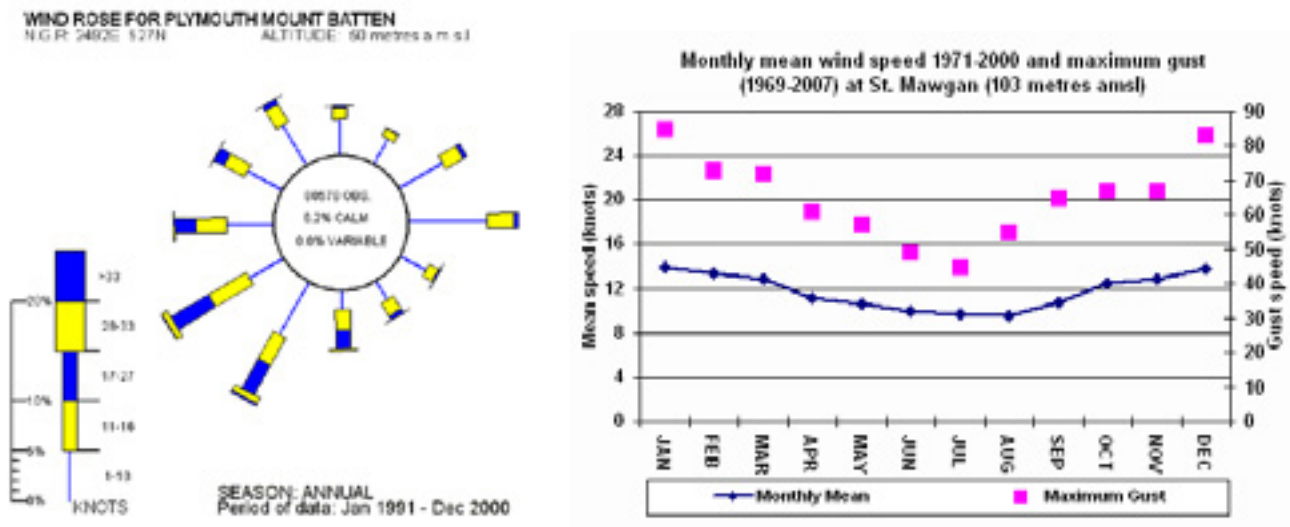 WIND ROSE FOR PLYMOUTH MOUNT BATTEN
N.G.R: ALTITUDE: 50 metres a.m.s.l
OBS.
5.2% CALM
0.0% VARIABLE
>33
20%
28-33
17-27
10%
11-16
5%
1-10
0%
KNOTS
SEASON: ANNUAL
Period of data: Jan 1991 - Dec 2000
Monthly mean wind speed 1971-2000 and maximum gust
(1969-2007) at St. Mawgan (103 metres amsl)
Mean speed (knots)
28
24
20
16
12
8
4
0
90
80
70
60
50
40
30
20
10
0
Gust speed (knots)
JAN FEB MAR APR MAY JUN JUL AUG SEP OCT NOV DEC
Monthly Mean Maximum Gust